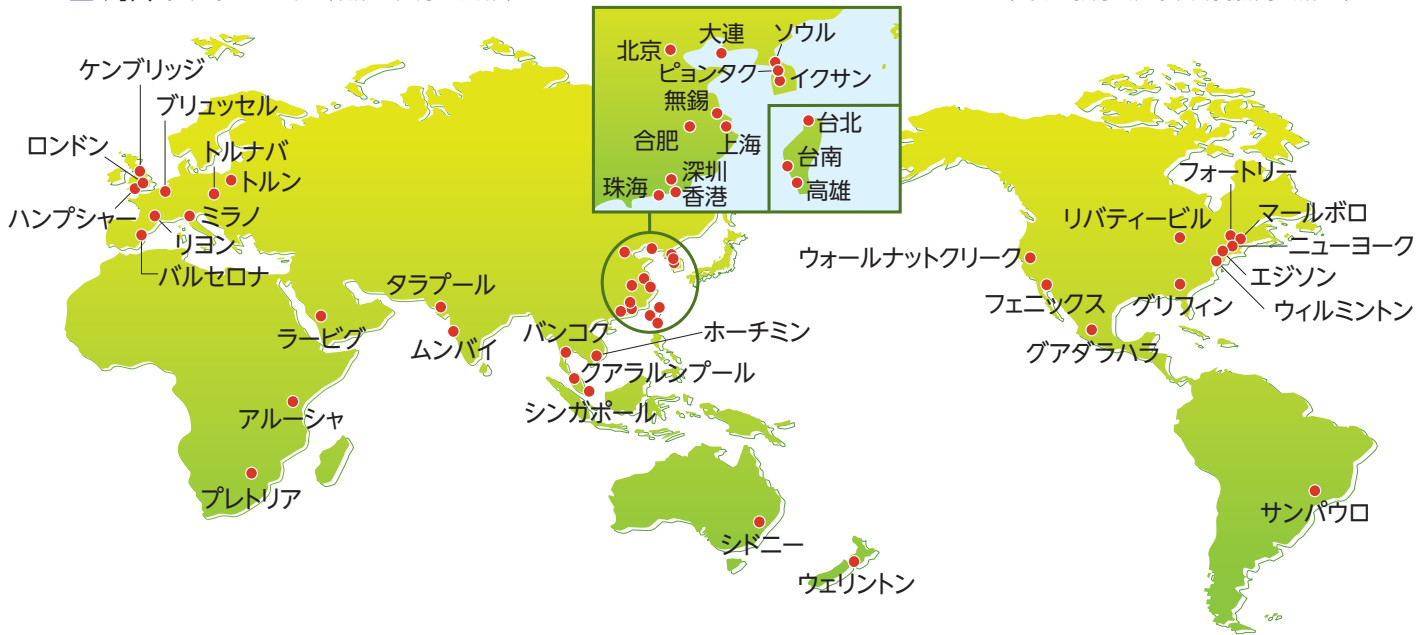 ケンブリッジ
ブリュッセル
ロンドン
トルナバ
トルン
ハンプシャー
ミラノ
リヨン
バルセロナ
ラービグ
タラプール
ムンバイ
アルーシャ
プレトリア
北京
大連
ソウル
ピョンタク
イクサン
無錫
合肥
上海
深圳
珠海
香港
台北
台南
高雄
バンコク
ホーチミン
クアラルンプール
シンガポール
シドニー
ウェリントン
フォートリー
リバティービル
マールボロ
ニューヨーク
ウォールナットクリーク
エジソン
フェニックス
グリフィン
ウィルミントン
グアダラハラ
サンパウロ